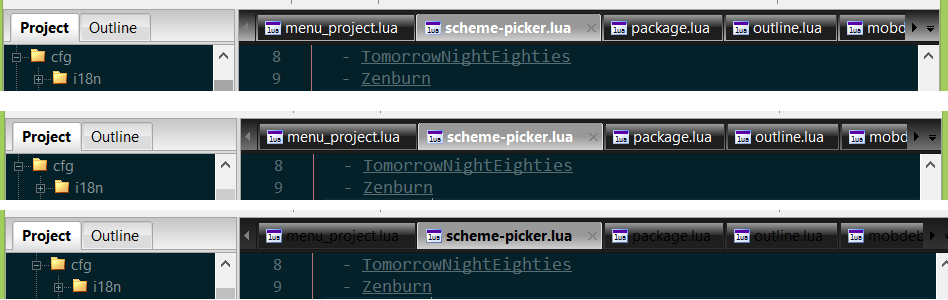 Project Outline menu_project.lua scheme-picker.lua package.lua outline.lua mobd
cfg 8 - TomorrowNightEighties
i18n 9 - Zenburn
Project Outline menu_project.lua scheme-picker.lua package.lua outline.lua mobd
cfg 8 - TomorrowNightEighties
i18n 9 - Zenburn
Project Outline menu_project.lua scheme-picker.lua package.lua outline.lua mobdeb
cfg 8 - TomorrowNightEighties
i18n 9 - Zenburn